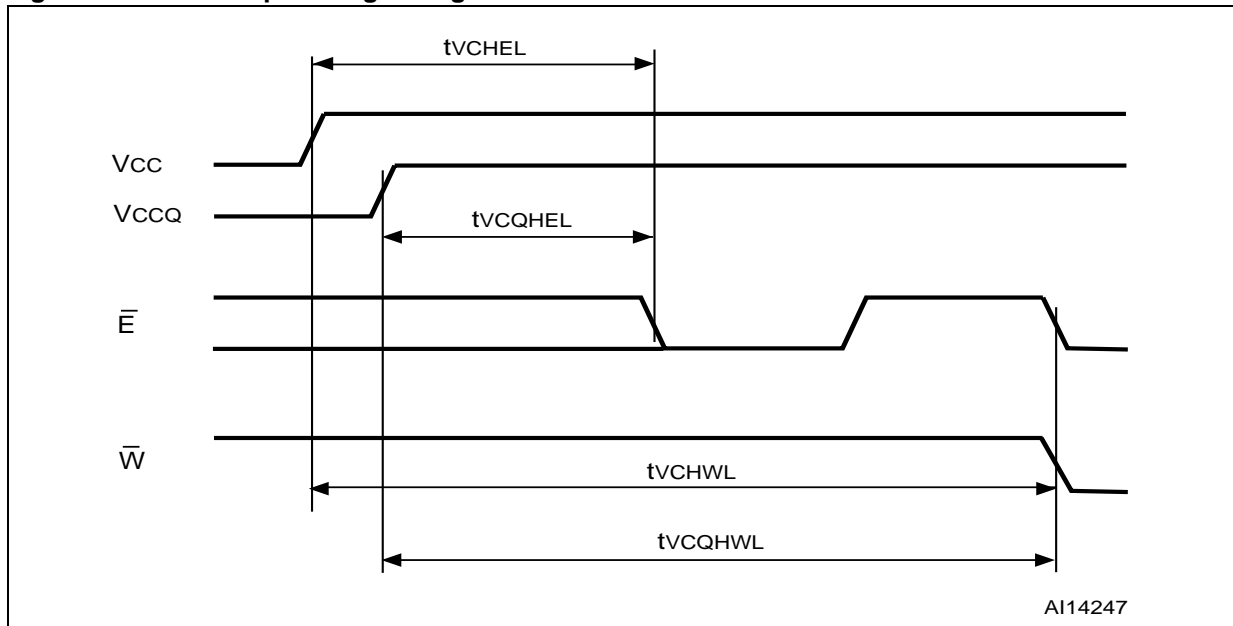 tVCHEL
VCC
VCCQ
tVCQHEL
E̅
W̅
tVCHWL
tVCQHWL
AI14247